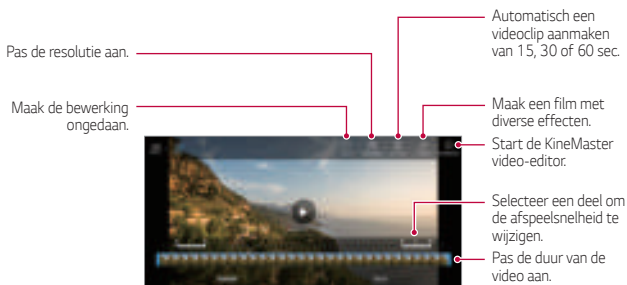 Pas de resolutie aan.
Maak de bewerking
ongedaan.
Automatisch een
videoclip aanmaken
van 15, 30 of 60 sec.
Maak een film met
diverse effecten.
Start de KineMaster
video-editor.
Selecteer een deel om
de afspeelsnelheid te
wijzigen.
Pas de duur van de
video aan.